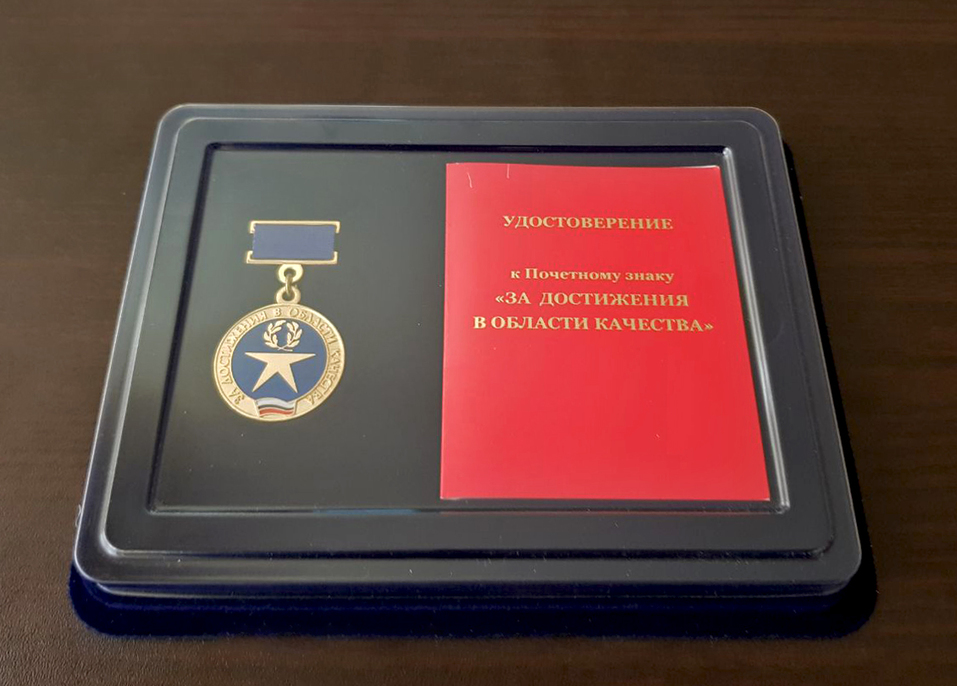 ЗА ДОСТИЖЕНИЯ В ОБЛАСТИ КАЧЕСТВА
УДОСТОВЕРЕНИЕ
к Почетному знаку
«ЗА ДОСТИЖЕНИЯ
В ОБЛАСТИ КАЧЕСТВА»